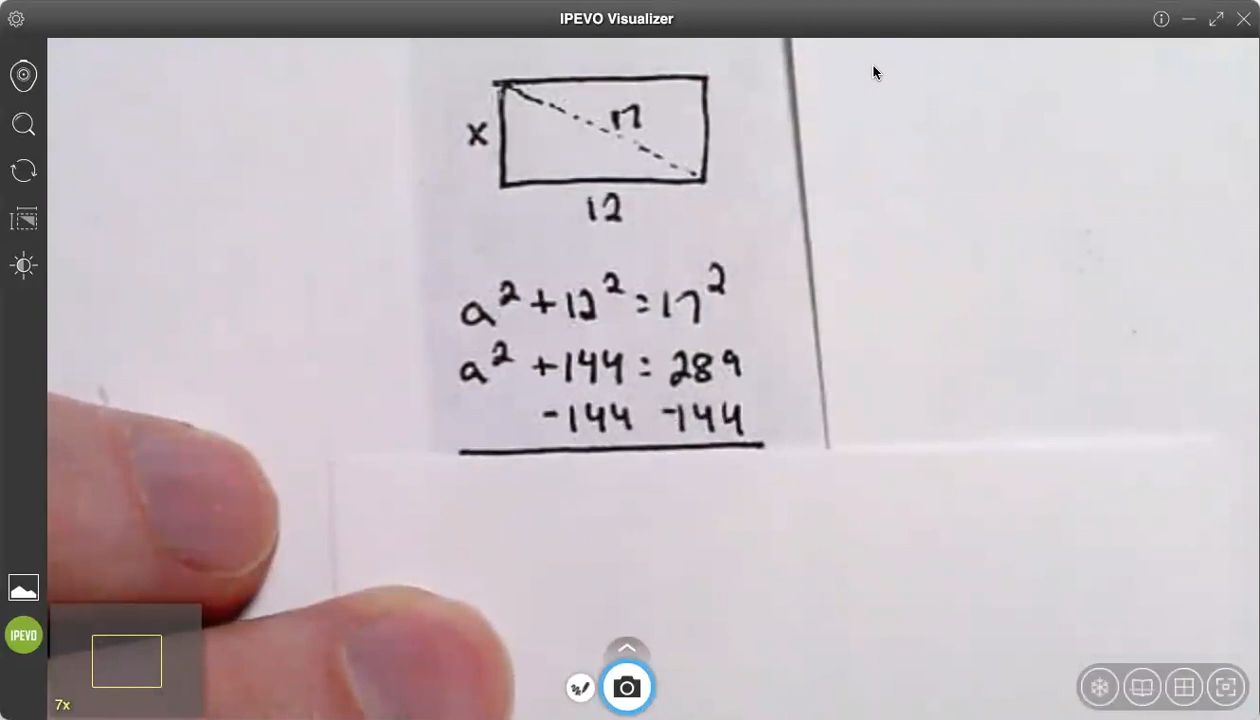 IPEVO Visualizer
x
17
12
a² + 12² = 17²
a² + 144 = 289
-144 -144
IPEVO
7x